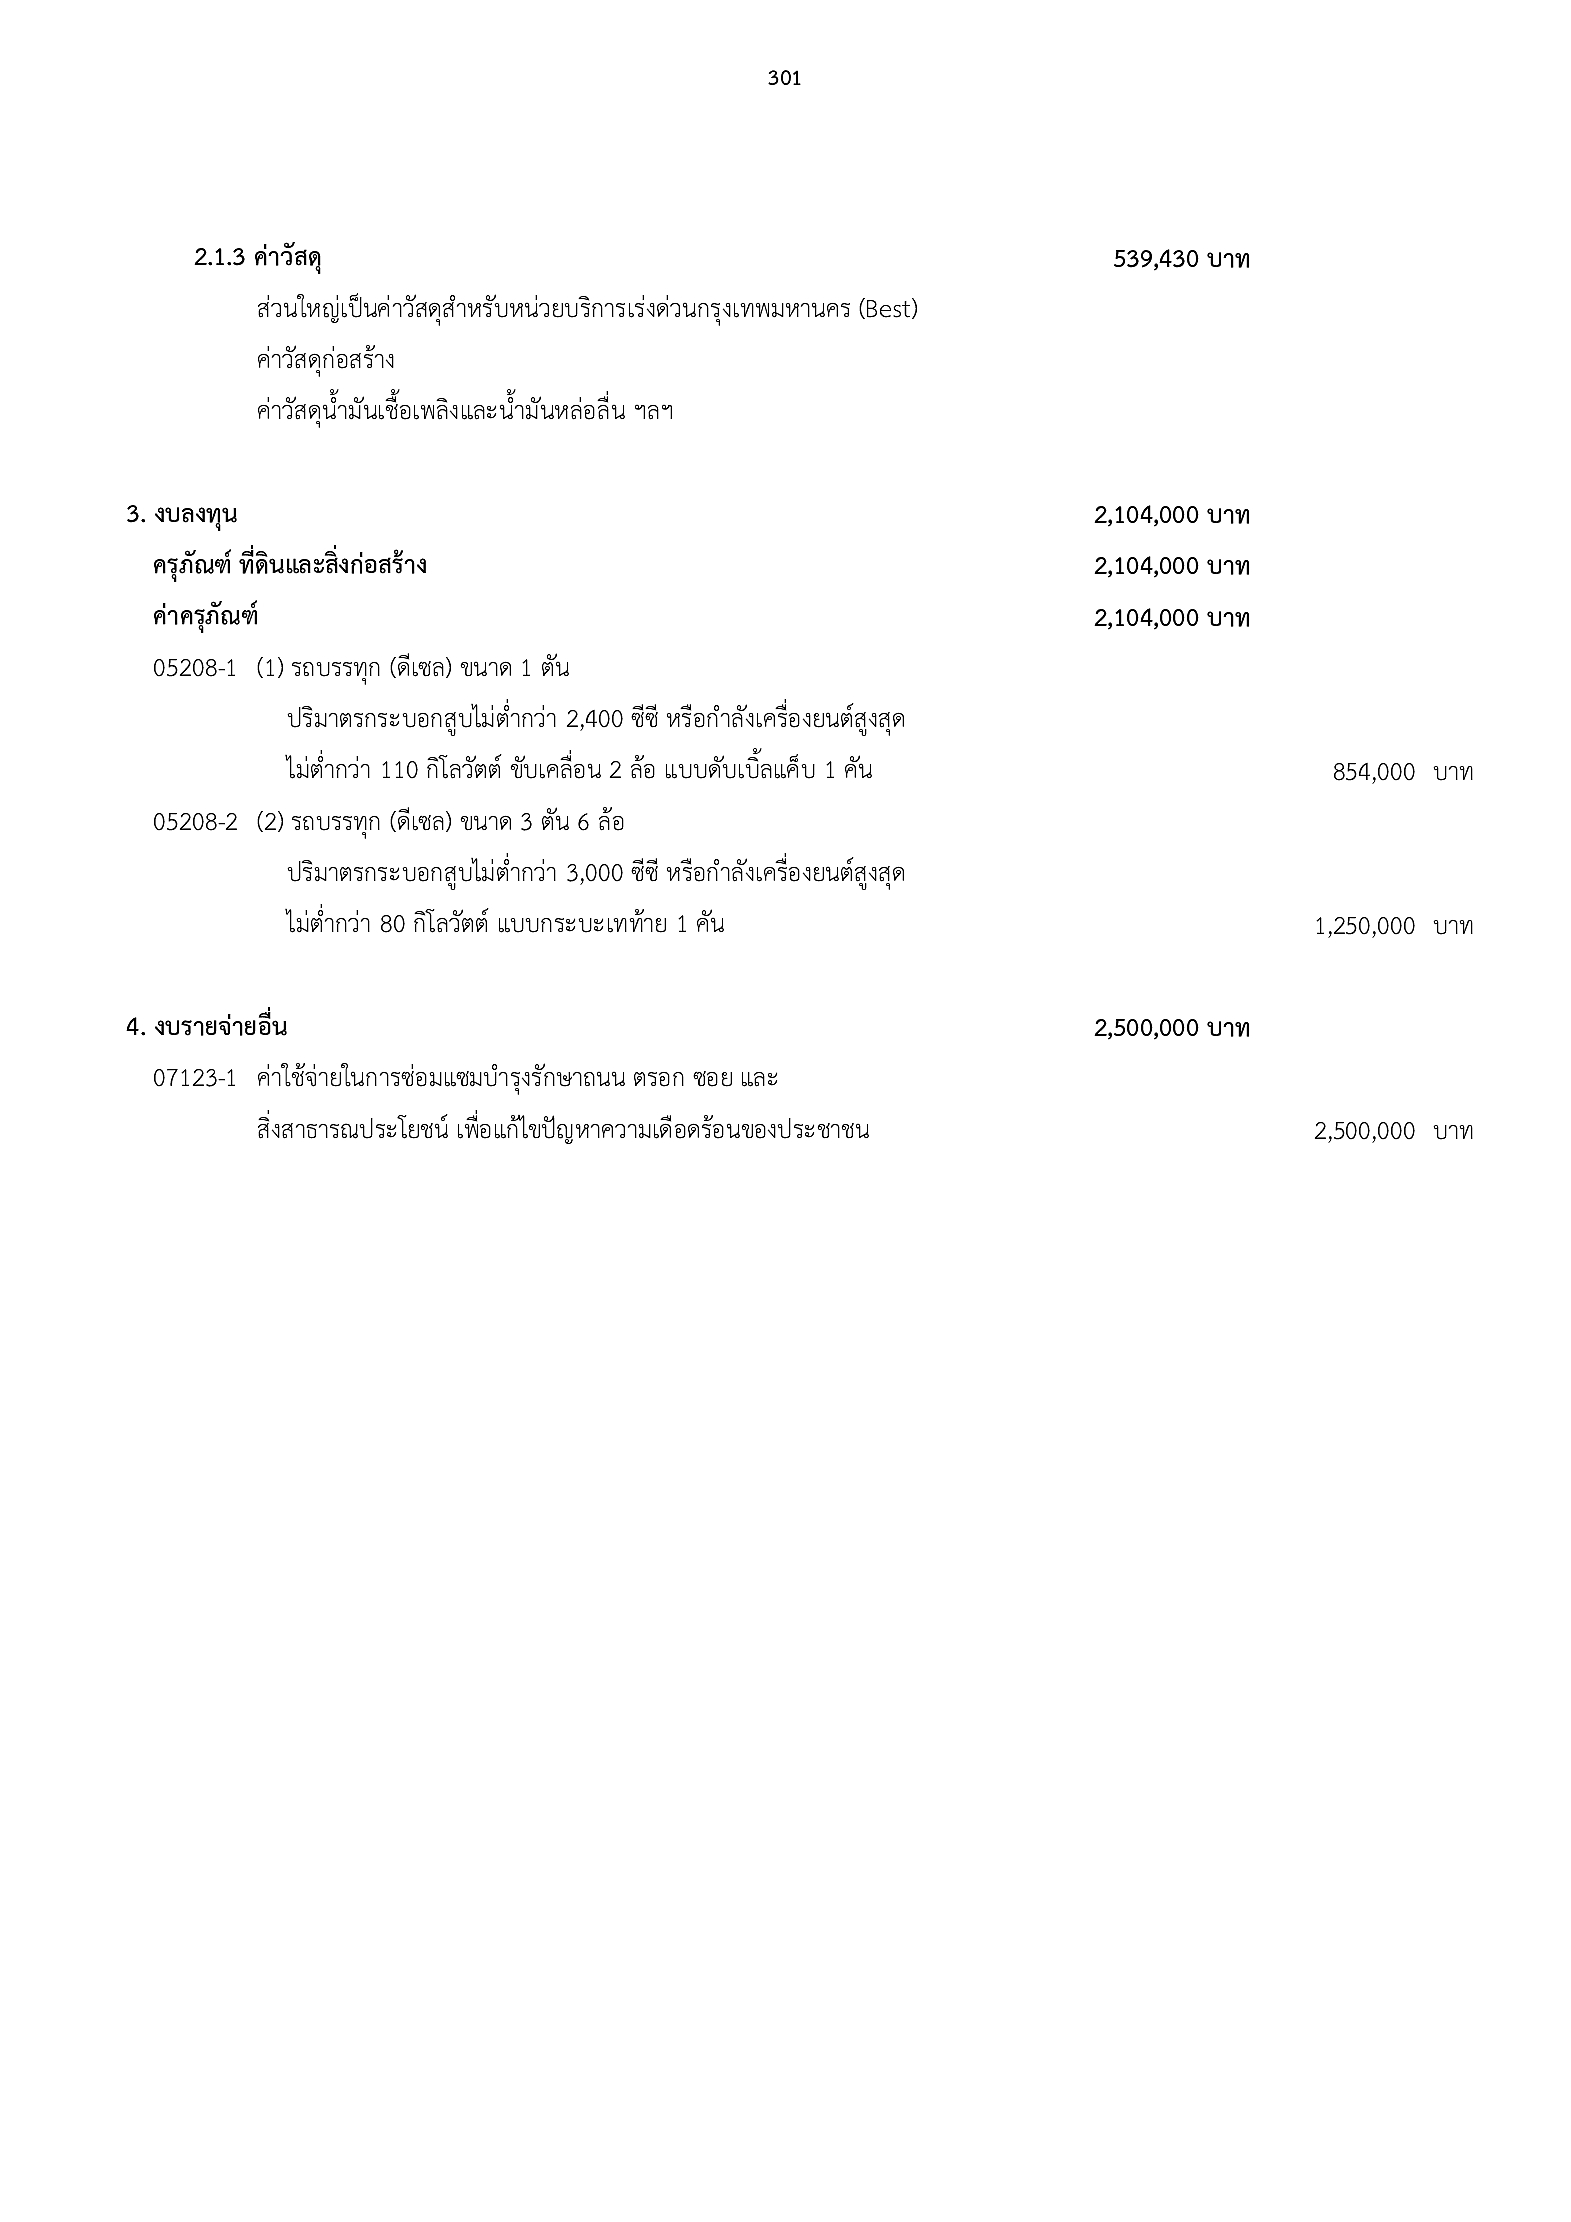 301
2.1.3 ค่าวัสดุ 539,430 บาท
ส่วนใหญ่เป็นค่าวัสดุสำหรับหน่วยบริการเร่งด่วนกรุงเทพมหานคร (Best)
ค่าวัสดุก่อสร้าง
ค่าวัสดุน้ำมันเชื้อเพลิงและน้ำมันหล่อลื่น ฯลฯ
3. งบลงทุน 2,104,000 บาท
ครุภัณฑ์ ที่ดินและสิ่งก่อสร้าง 2,104,000 บาท
ค่าครุภัณฑ์ 2,104,000 บาท
05208-1 (1) รถบรรทุก (ดีเซล) ขนาด 1 ตัน
ปริมาตรกระบอกสูบไม่ต่ำกว่า 2,400 ซีซี หรือกำลังเครื่องยนต์สูงสุด
ไม่ต่ำกว่า 110 กิโลวัตต์ ขับเคลื่อน 2 ล้อ แบบดับเบิ้ลแค็บ 1 คัน 854,000 บาท
05208-2 (2) รถบรรทุก (ดีเซล) ขนาด 3 ตัน 6 ล้อ
ปริมาตรกระบอกสูบไม่ต่ำกว่า 3,000 ซีซี หรือกำลังเครื่องยนต์สูงสุด
ไม่ต่ำกว่า 80 กิโลวัตต์ แบบกระบะเทท้าย 1 คัน 1,250,000 บาท
4. งบรายจ่ายอื่น 2,500,000 บาท
07123-1 ค่าใช้จ่ายในการซ่อมแซมบำรุงรักษาถนน ตรอก ซอย และ
สิ่งสาธารณประโยชน์ เพื่อแก้ไขปัญหาความเดือดร้อนของประชาชน 2,500,000 บาท